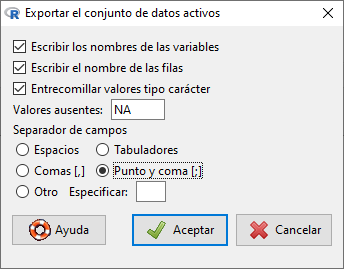 Exportar el conjunto de datos activos
Escribir los nombres de las variables
Escribir el nombre de las filas
Entrecomillar valores tipo carácter
Valores ausentes: NA
Separador de campos
Espacios Tabuladores
Comas [,] Punto y coma [;]
Otro Especificar:
Ayuda Aceptar Cancelar